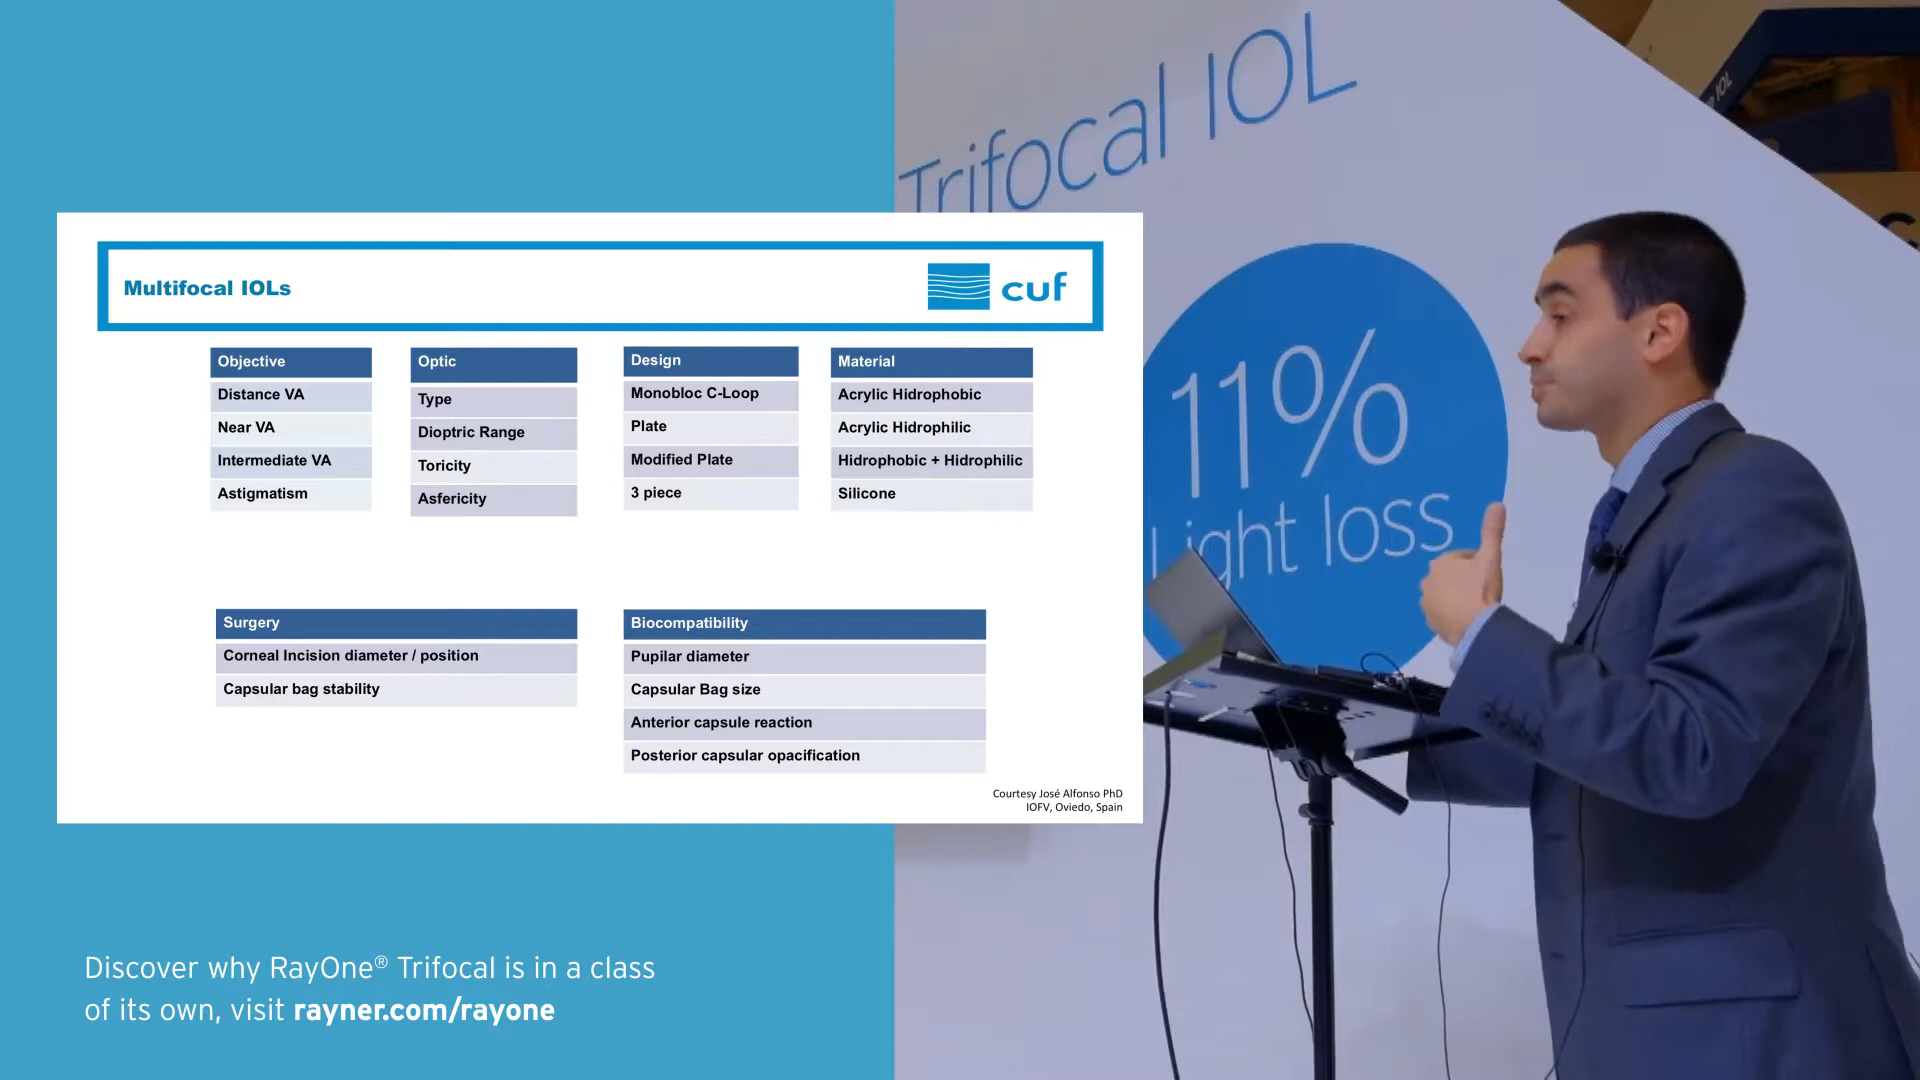 Trifocal IOL
IOL
Multifocal IOLs
cuf
Objective
Distance VA
Near VA
Intermediate VA
Astigmatism
Optic
Type
Dioptric Range
Toricity
Asfericity
Design
Monobloc C-Loop
Plate
Modified Plate
3 piece
Material
Acrylic Hidrophobic
Acrylic Hidrophilic
Hidrophobic + Hidrophilic
Silicone
Surgery
Corneal Incision diameter / position
Capsular bag stability
Biocompatibility
Pupilar diameter
Capsular Bag size
Anterior capsule reaction
Posterior capsular opacification
Courtesy José Alfonso PhD
IOFV, Oviedo, Spain
11%
Light loss
Discover why RayOne® Trifocal is in a class
of its own, visit rayner.com/rayone